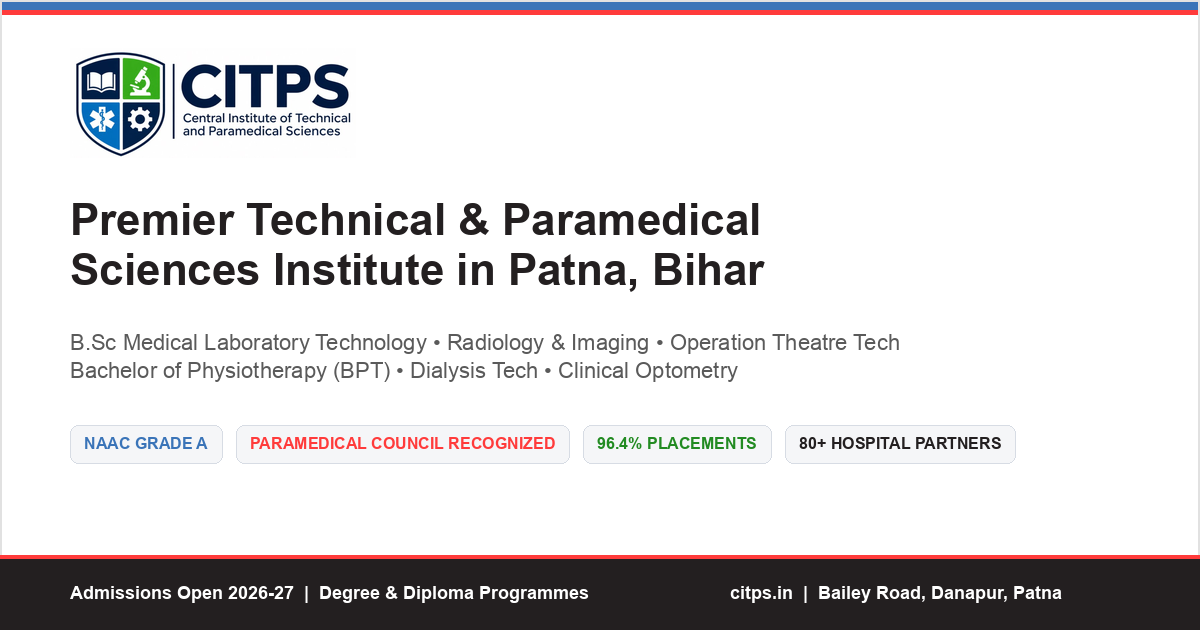 CITPS
Central Institute of Technical
and Paramedical Sciences
Premier Technical & Paramedical
Sciences Institute in Patna, Bihar
B.Sc Medical Laboratory Technology • Radiology & Imaging • Operation Theatre Tech
Bachelor of Physiotherapy (BPT) • Dialysis Tech • Clinical Optometry
NAAC GRADE A PARAMEDICAL COUNCIL RECOGNIZED 96.4% PLACEMENTS 80+ HOSPITAL PARTNERS
Admissions Open 2026-27 | Degree & Diploma Programmes citps.in | Bailey Road, Danapur, Patna